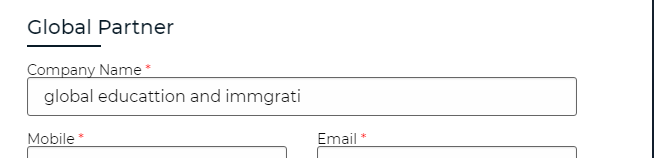 Global Partner
Company Name *
global educattion and immgrati
Mobile * Email *